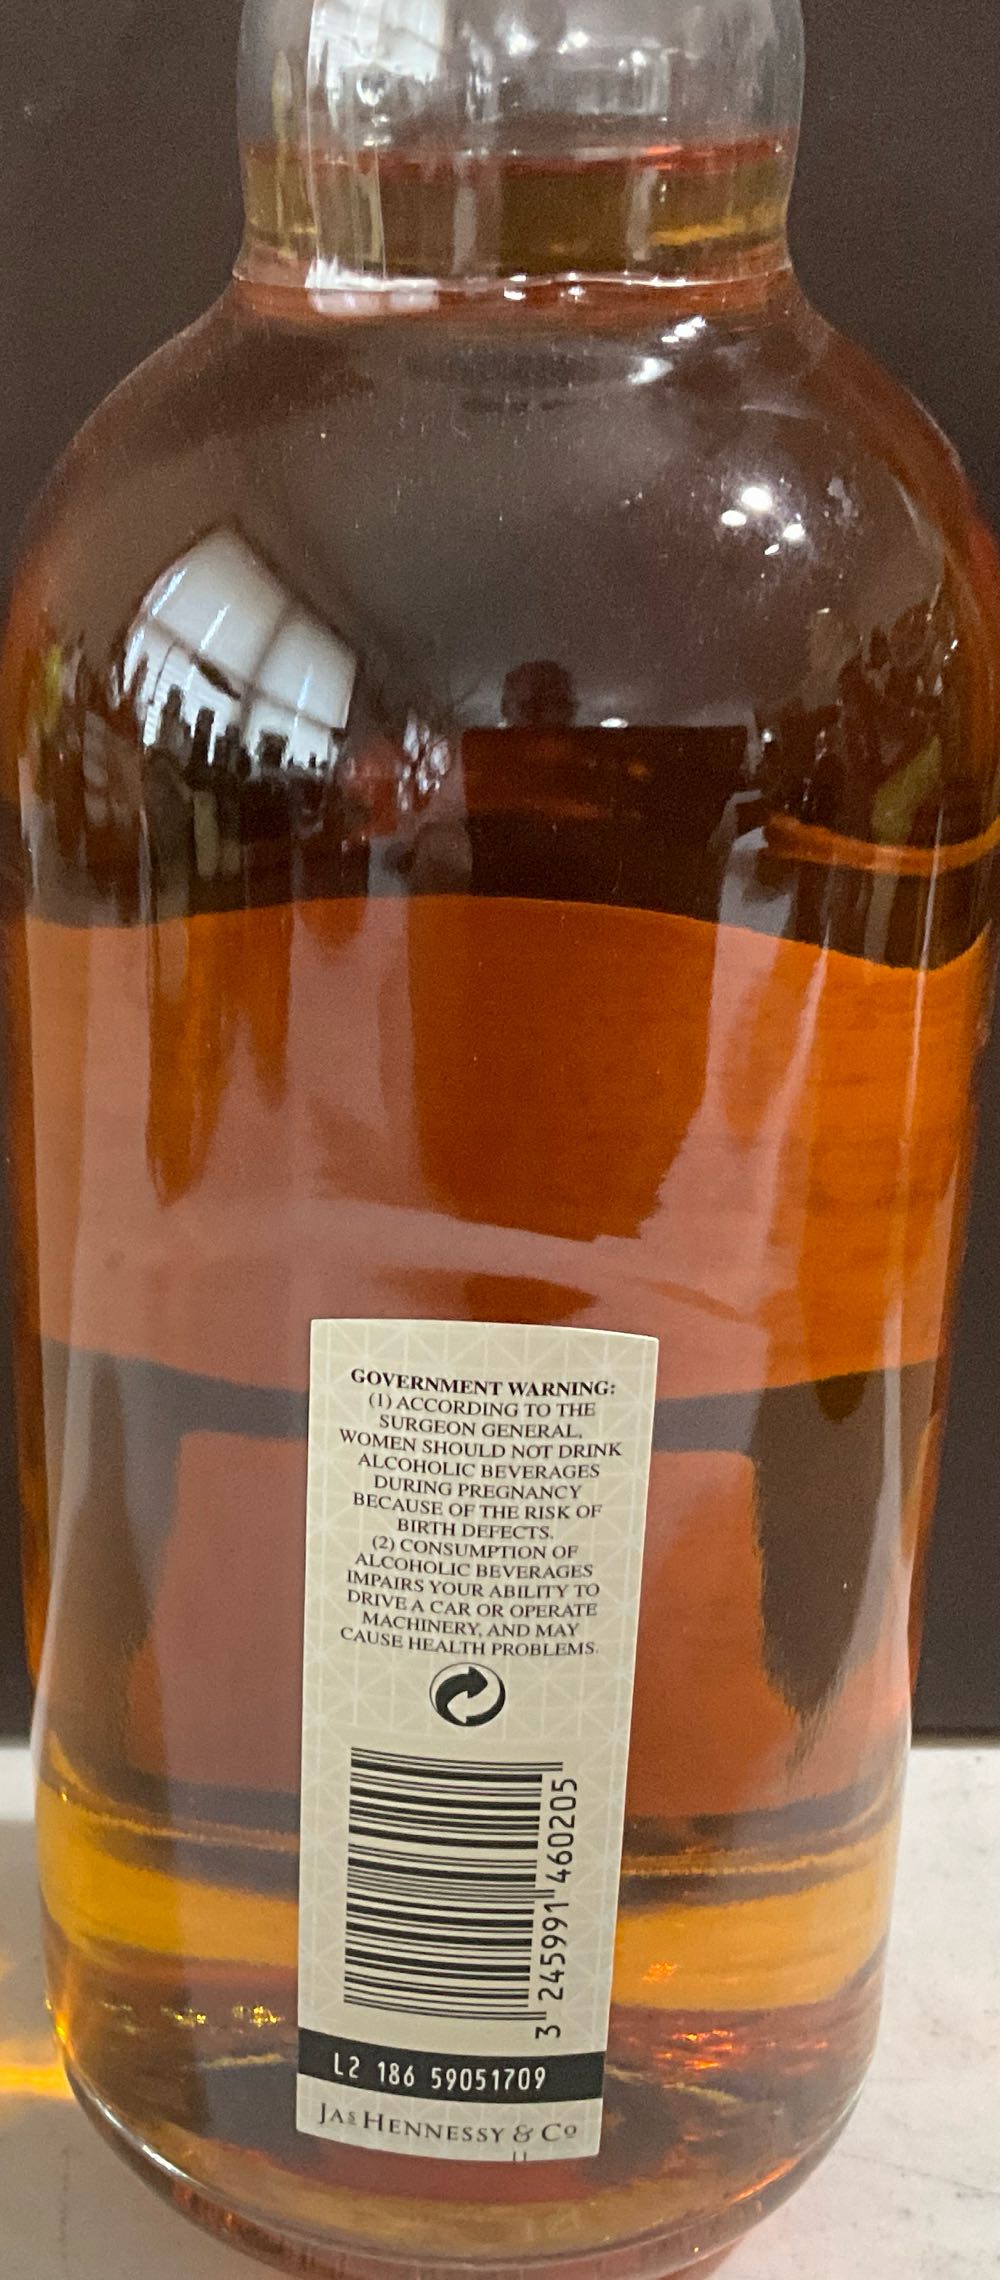 GOVERNMENT WARNING:
(1) ACCORDING TO THE
SURGEON GENERAL,
WOMEN SHOULD NOT DRINK
ALCOHOLIC BEVERAGES
DURING PREGNANCY
BECAUSE OF THE RISK OF
BIRTH DEFECTS.
(2) CONSUMPTION OF
ALCOHOLIC BEVERAGES
IMPAIRS YOUR ABILITY TO
DRIVE A CAR OR OPERATE
MACHINERY, AND MAY
CAUSE HEALTH PROBLEMS.
3 245991 460205
L2 186 59051709
JAS HENNESSY & CO